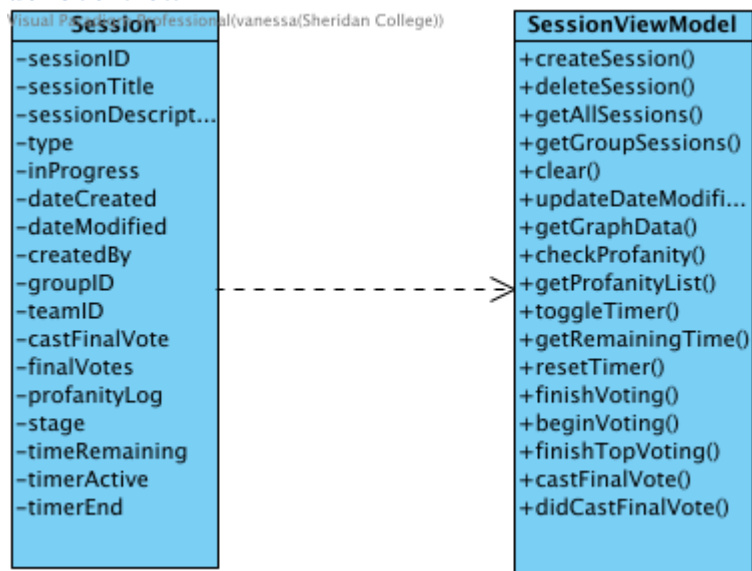 Visual Paradigm Professional(vanessa(Sheridan College))
Session
-sessionID
-sessionTitle
-sessionDescript...
-type
-inProgress
-dateCreated
-dateModified
-createdBy
-groupID
-teamID
-castFinalVote
-finalVotes
-profanityLog
-stage
-timeRemaining
-timerActive
-timerEnd
SessionViewModel
+createSession()
+deleteSession()
+getAllSessions()
+getGroupSessions()
+clear()
+updateDateModifi...
+getGraphData()
+checkProfanity()
+getProfanityList()
+toggleTimer()
+getRemainingTime()
+resetTimer()
+finishVoting()
+beginVoting()
+finishTopVoting()
+castFinalVote()
+didCastFinalVote()